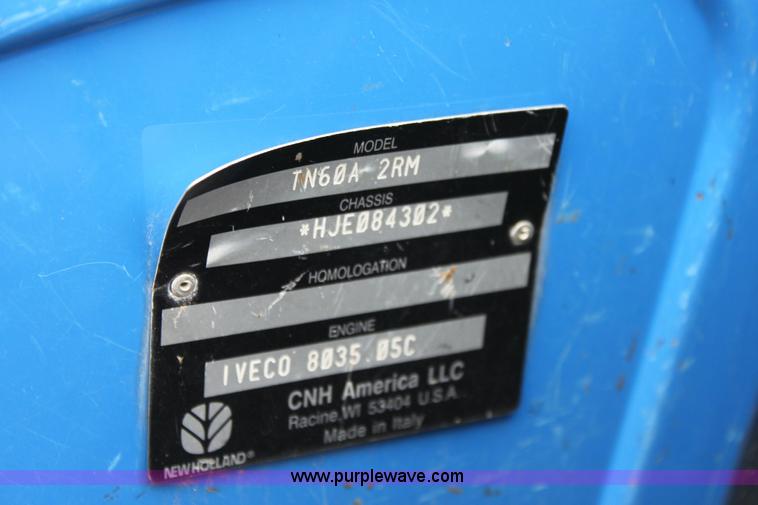 MODEL
TN60A 2RM
CHASSIS
*HJE084302*
HOMOLOGATION
ENGINE
IVECO 8035.05C
CNH America LLC
Racine, WI 53404 U.S.A.
Made in Italy
NEW HOLLAND®
www.purplewave.com